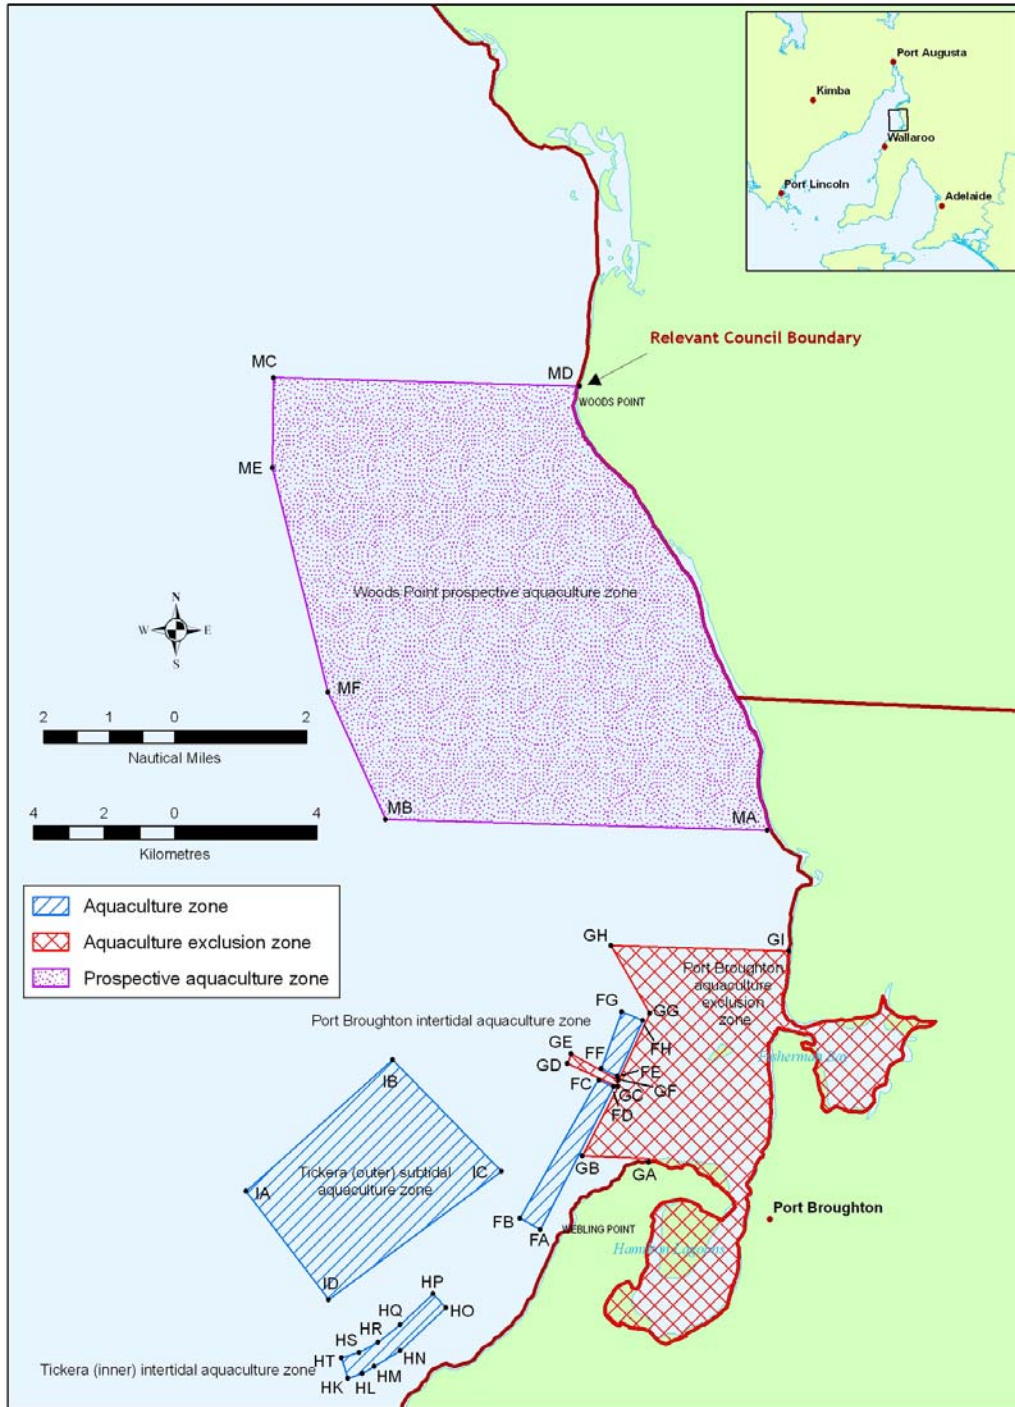 Port Augusta
Kimba
Wallaroo
Port Lincoln
Adelaide
Relevant Council Boundary
MC
MD
WOODS POINT
ME
Woods Point prospective aquaculture zone
N
W
E
S
MF
2 1 0 2
Nautical Miles
4 2 0 4
Kilometres
MB
MA
Aquaculture zone
Aquaculture exclusion zone
Prospective aquaculture zone
GH
GI
Port Broughton
aquaculture
exclusion
zone
FG
GG
Port Broughton intertidal aquaculture zone
FH
GE
GD
FF
FE
Fisherman Bay
FC
GC
GF
FD
IB
GB
GA
Tickera (outer) subtidal
aquaculture zone
IC
IA
FB
FA
WEBLING POINT
Port Broughton
Hamilton Lagoons
ID
HP
HO
HQ
HR
HS
HT
HN
HM
HL
HK
Tickera (inner) intertidal aquaculture zone